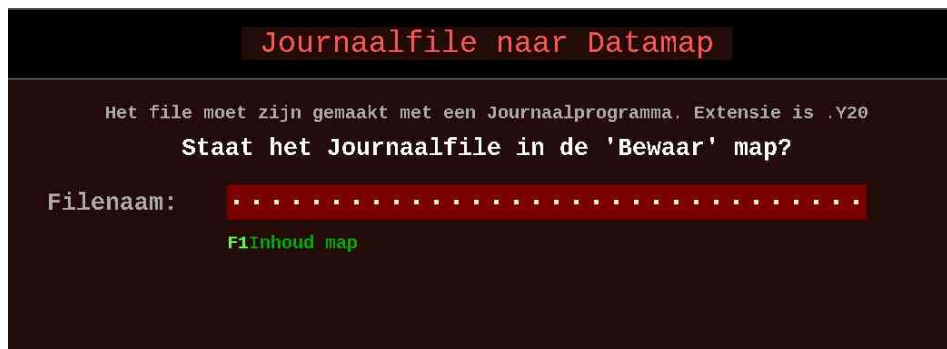 Journaalfile naar Datamap
Het file moet zijn gemaakt met een Journaalprogramma. Extensie is .Y20
Staat het Journaalfile in de 'Bewaar' map?
Filenaam: ................................
F1Inhoud map